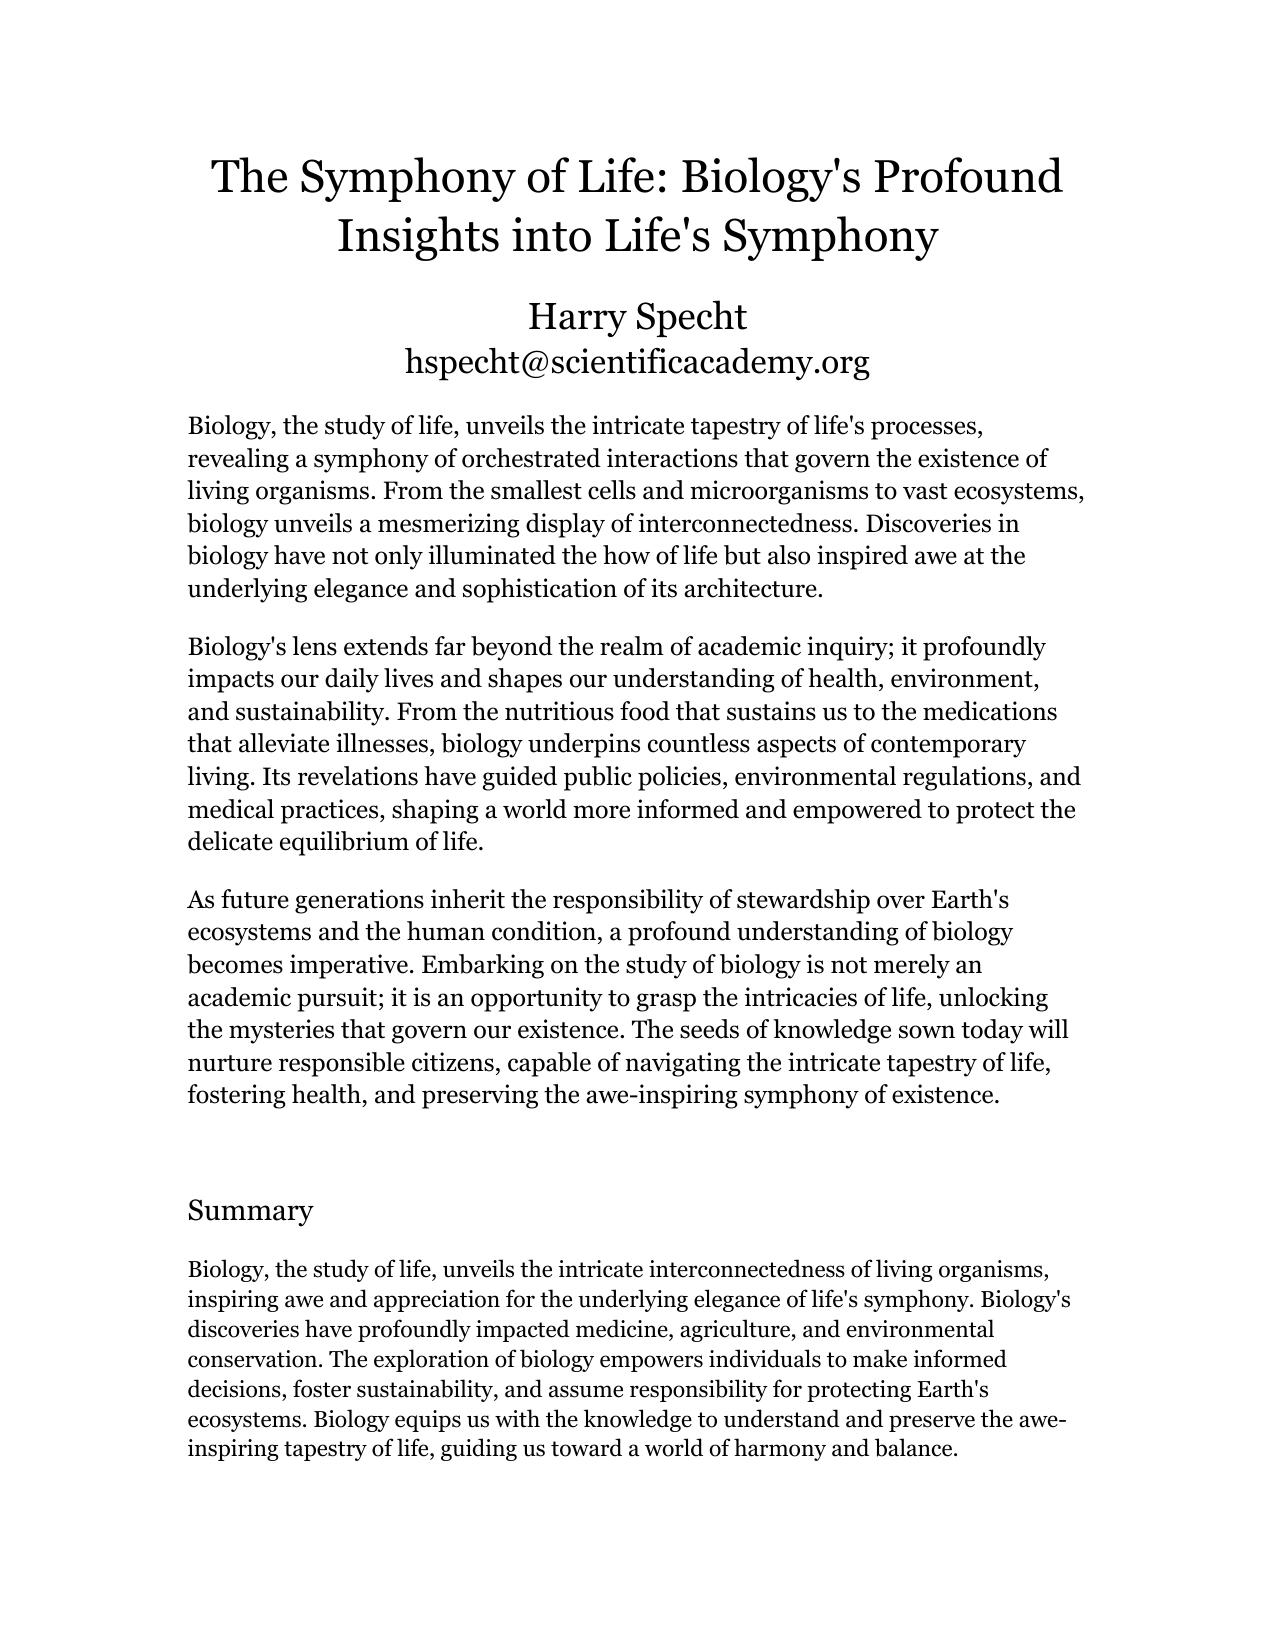 The Symphony of Life: Biology's Profound
Insights into Life's Symphony
Harry Specht
hspecht@scientificacademy.org
Biology, the study of life, unveils the intricate tapestry of life's processes,
revealing a symphony of orchestrated interactions that govern the existence of
living organisms. From the smallest cells and microorganisms to vast ecosystems,
biology unveils a mesmerizing display of interconnectedness. Discoveries in
biology have not only illuminated the how of life but also inspired awe at the
underlying elegance and sophistication of its architecture.
Biology's lens extends far beyond the realm of academic inquiry; it profoundly
impacts our daily lives and shapes our understanding of health, environment,
and sustainability. From the nutritious food that sustains us to the medications
that alleviate illnesses, biology underpins countless aspects of contemporary
living. Its revelations have guided public policies, environmental regulations, and
medical practices, shaping a world more informed and empowered to protect the
delicate equilibrium of life.
As future generations inherit the responsibility of stewardship over Earth's
ecosystems and the human condition, a profound understanding of biology
becomes imperative. Embarking on the study of biology is not merely an
academic pursuit; it is an opportunity to grasp the intricacies of life, unlocking
the mysteries that govern our existence. The seeds of knowledge sown today will
nurture responsible citizens, capable of navigating the intricate tapestry of life,
fostering health, and preserving the awe-inspiring symphony of existence.
Summary
Biology, the study of life, unveils the intricate interconnectedness of living organisms,
inspiring awe and appreciation for the underlying elegance of life's symphony. Biology's
discoveries have profoundly impacted medicine, agriculture, and environmental
conservation. The exploration of biology empowers individuals to make informed
decisions, foster sustainability, and assume responsibility for protecting Earth's
ecosystems. Biology equips us with the knowledge to understand and preserve the awe-
inspiring tapestry of life, guiding us toward a world of harmony and balance.